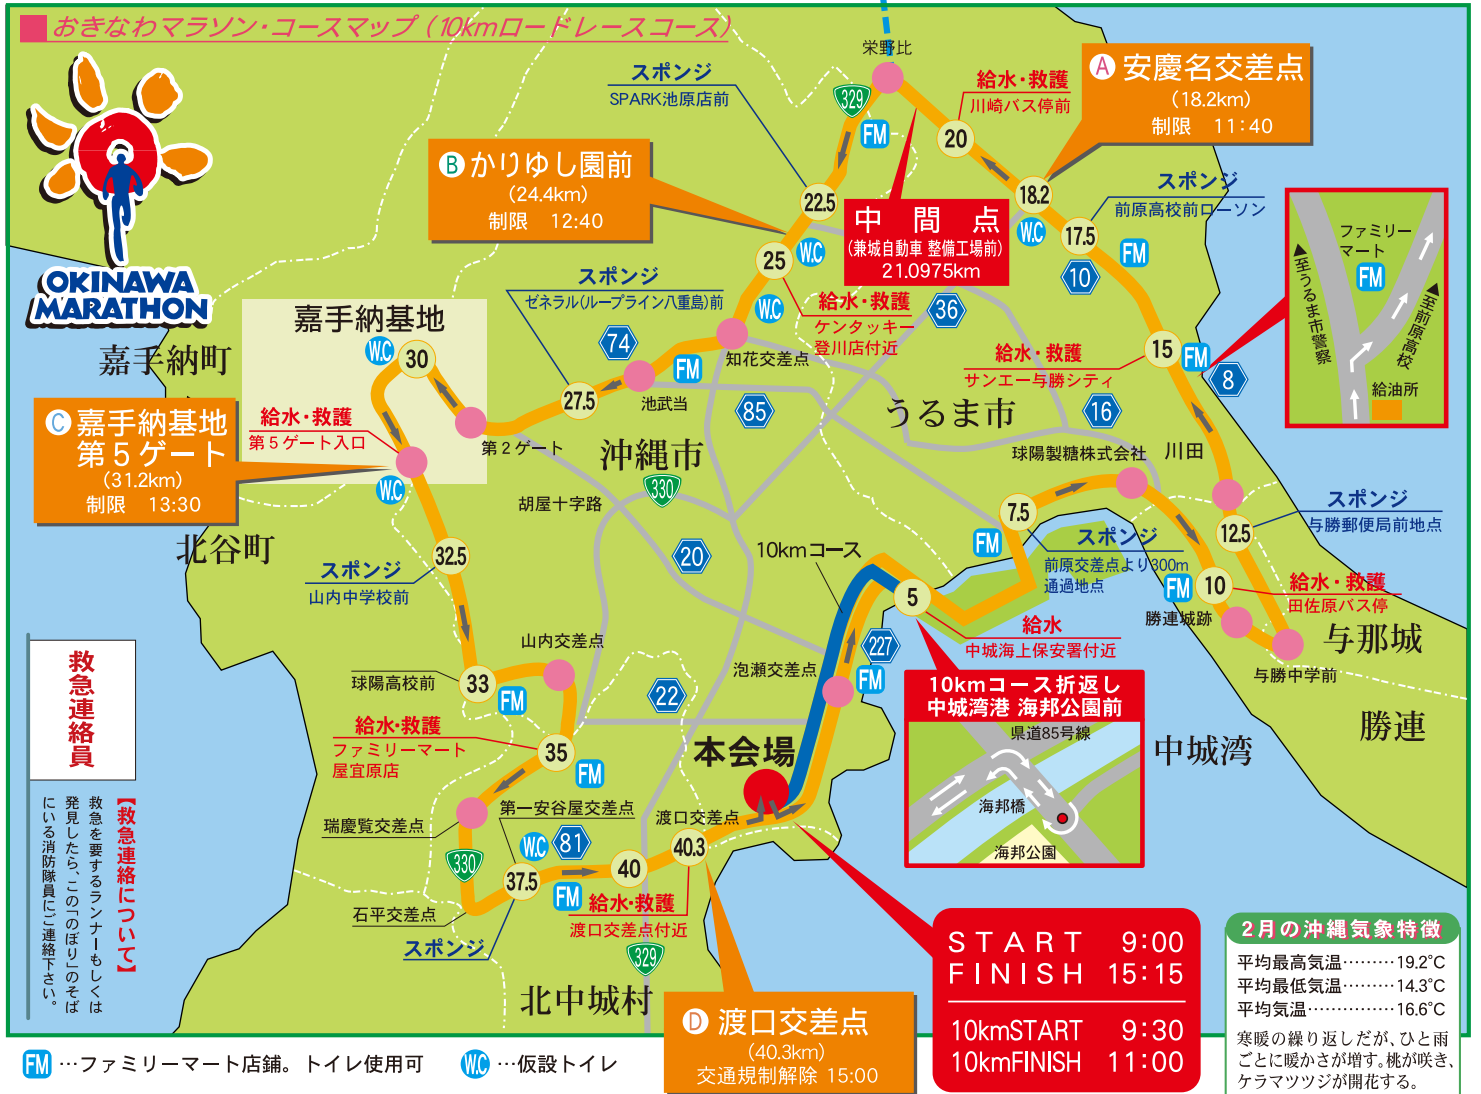 おきなわマラソン・コースマップ（10kmロードレースコース）
OKINAWA
MARATHON
栄野比
329
FM
スポンジ
SPARK池原店前
給水・救護
川崎バス停前
20
A 安慶名交差点
(18.2km)
制限 11:40
B かりゆし園前
(24.4km)
制限 12:40
22.5
中間点
(兼城自動車 整備工場前)
21.0975km
18.2
W.C
スポンジ
前原高校前ローソン
17.5
FM
10
ファミリー
マート
FM
▲至うるま市警察
▲至前原高校
給油所
25
W.C
スポンジ
ゼネラル(ループライン八重島)前
W.C
給水・救護
ケンタッキー
登川店付近
36
嘉手納基地
W.C
30
嘉手納町
74
FM
知花交差点
給水・救護
サンエー与勝シティ
15
FM
8
27.5
池武当
85
うるま市
16
C 嘉手納基地
第5ゲート
(31.2km)
制限 13:30
給水・救護
第5ゲート入口
第2ゲート
沖縄市
330
球陽製糖株式会社
川田
W.C
胡屋十字路
北谷町
7.5
FM
スポンジ
前原交差点より300m
通過地点
スポンジ
与勝郵便局前地点
12.5
32.5
スポンジ
山内中学校前
20
10kmコース
5
給水
中城海上保安署付近
FM
10
給水・救護
田佐原バス停
勝連城跡
与那城
与勝中学前
山内交差点
球陽高校前
33
FM
22
泡瀬交差点
227
FM
10kmコース折返し
中城湾港 海邦公園前
県道85号線
海邦橋
海邦公園
中城湾
勝連
給水・救護
ファミリーマート
屋宜原店
35
FM
本会場
瑞慶覧交差点
第一安谷屋交差点
渡口交差点
330
W.C
81
37.5
FM
40
40.3
石平交差点
スポンジ
給水・救護
渡口交差点付近
329
北中城村
D 渡口交差点
(40.3km)
交通規制解除 15:00
救急連絡員
【救急連絡について】
救急を要するランナーもしくは
発見したら、この「のぼり」のそば
にいる消防隊員にご連絡下さい。
START 9:00
FINISH 15:15
10kmSTART 9:30
10kmFINISH 11:00
2月の沖縄気象特徴
平均最高気温………19.2℃
平均最低気温………14.3℃
平均気温……………16.6℃
寒暖の繰り返しだが、ひと雨
ごとに暖かさが増す。桃が咲き、
ケラマツツジが開花する。
FM …ファミリーマート店舗。トイレ使用可
W.C …仮設トイレ